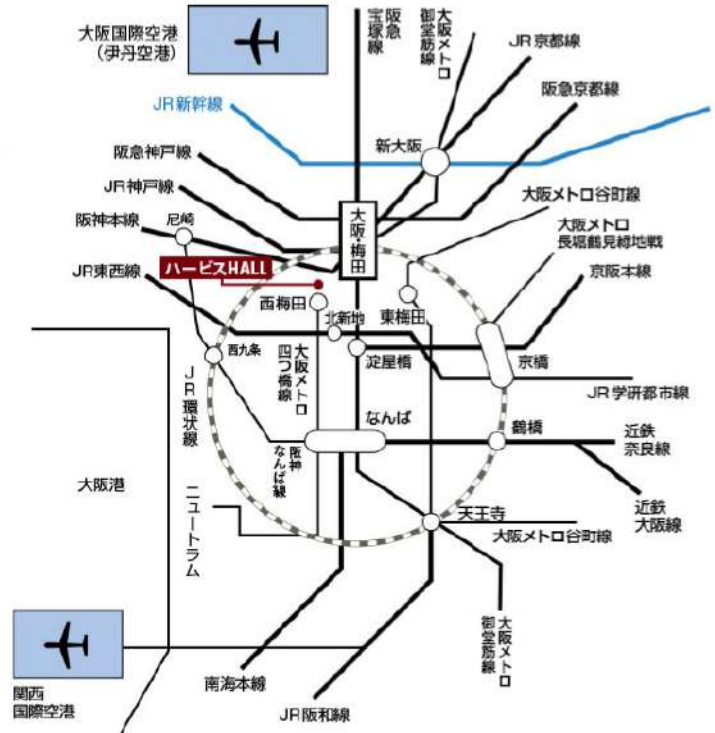 大阪国際空港
(伊丹空港)
阪急
宝塚線
大阪メトロ
御堂筋線
JR京都線
阪急京都線
JR新幹線
新大阪
阪急神戸線
JR神戸線
大阪メトロ谷町線
阪神本線
尼崎
大阪・梅田
大阪メトロ
長堀鶴見緑地戦
ハービスHALL
JR東西線
京阪本線
西梅田
東梅田
北新地
西九条
大阪メトロ
四つ橋線
淀屋橋
京橋
JR学研都市線
JR環状線
なんば
鶴橋
近鉄
奈良線
阪神
なんば線
大阪港
ニュートラム
天王寺
近鉄
大阪線
大阪メトロ谷町線
大阪メトロ
御堂筋線
関西
国際空港
南海本線
JR阪和線